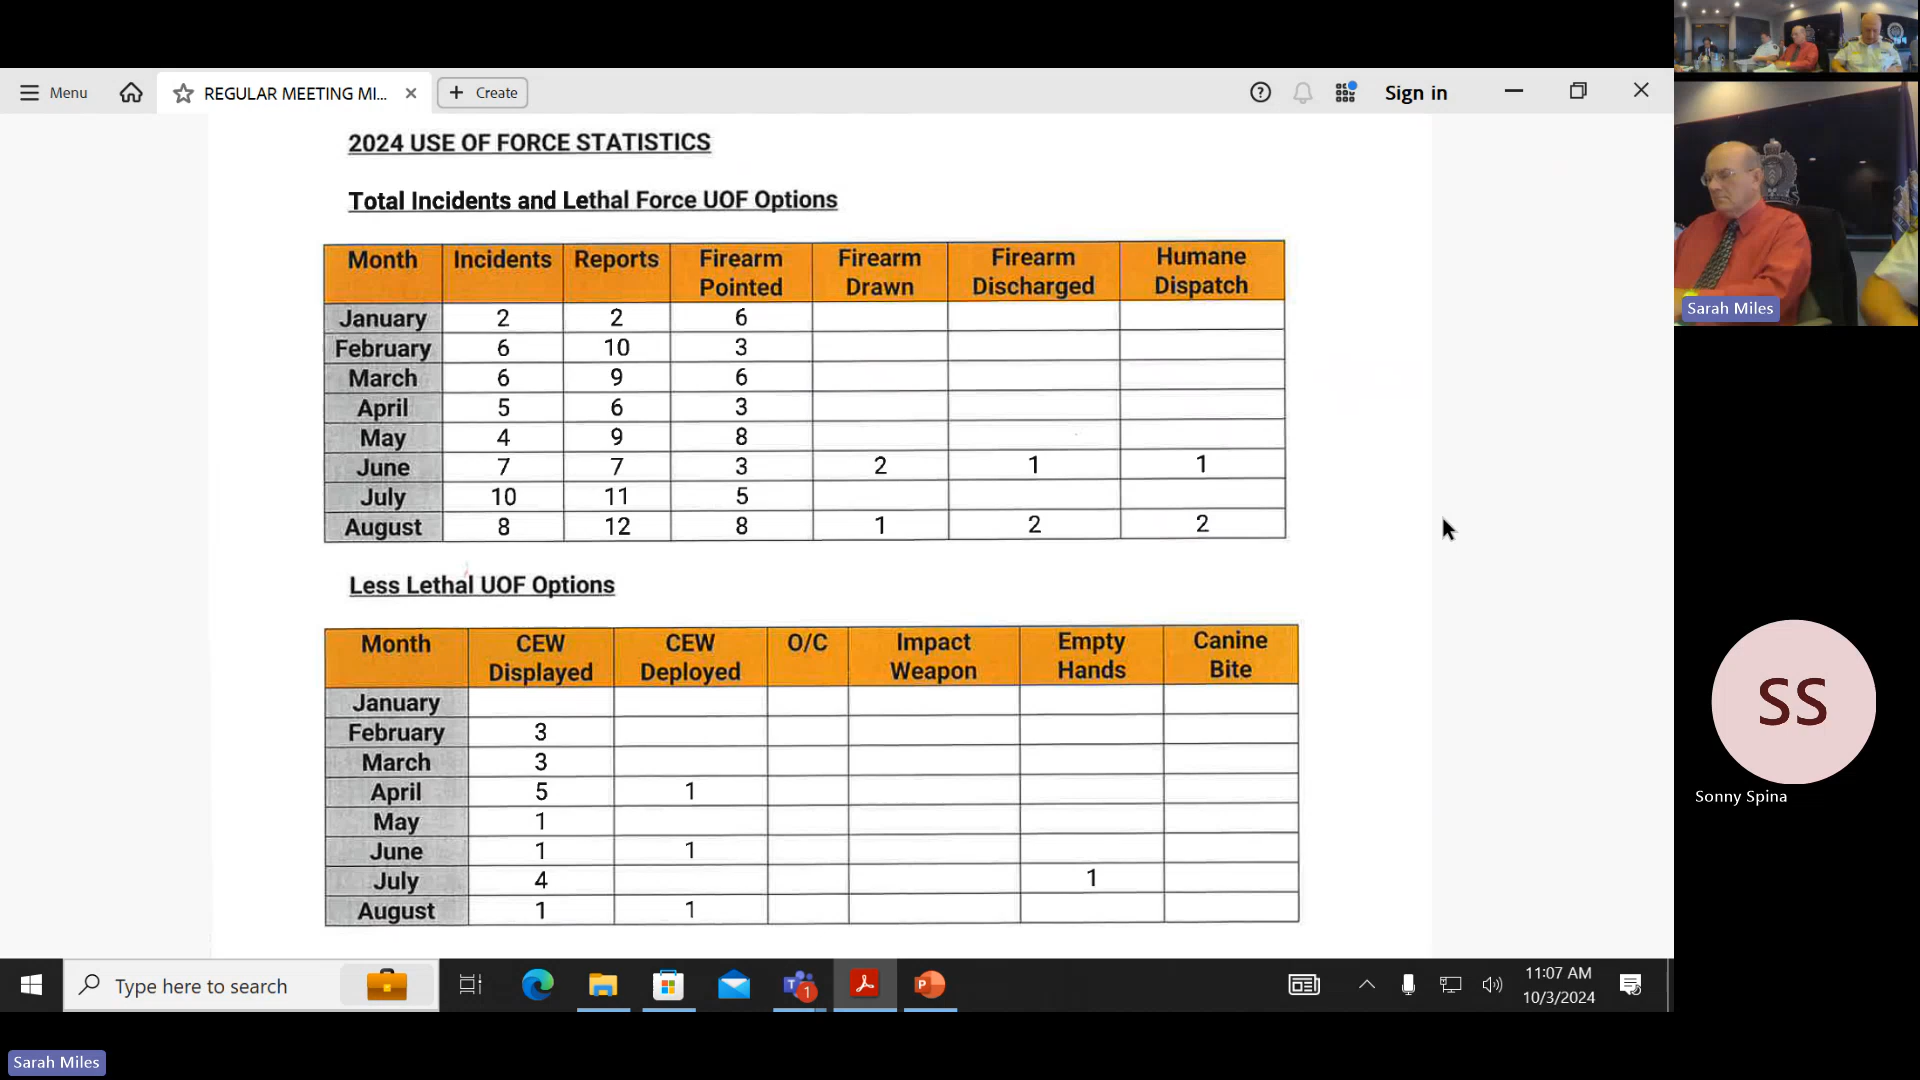 Menu
REGULAR MEETING MI...
Create
Sign in
2024 USE OF FORCE STATISTICS
Total Incidents and Lethal Force UOF Options
Month Incidents Reports Firearm Pointed Firearm Drawn Firearm Discharged Humane Dispatch
January 2 2 6
February 6 10 3
March 6 9 6
April 5 6 3
May 4 9 8
June 7 7 3 2 1 1
July 10 11 5
August 8 12 8 1 2 2
Less Lethal UOF Options
Month CEW Displayed CEW Deployed O/C Impact Weapon Empty Hands Canine Bite
January
February 3
March 3
April 5 1
May 1
June 1 1
July 4 1
August 1 1
Sarah Miles
SS
Sonny Spina
Type here to search
1
11:07 AM
10/3/2024
Sarah Miles